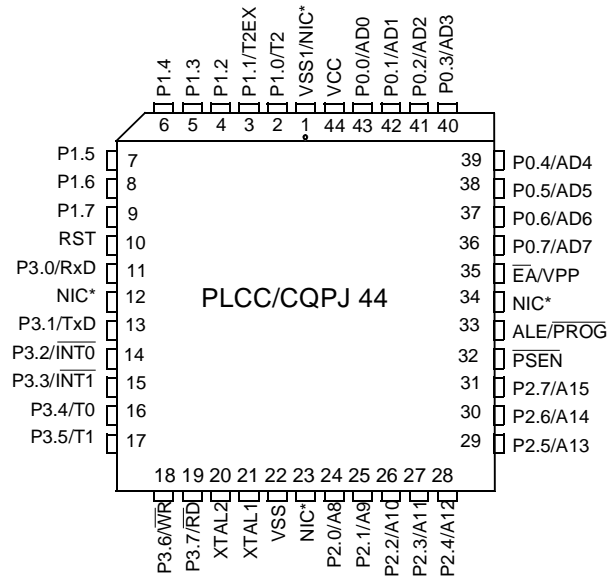 P1.4
P1.3
P1.2
P1.1/T2EX
P1.0/T2
VSS1/NIC*
VCC
P0.0/AD0
P0.1/AD1
P0.2/AD2
P0.3/AD3
6 5 4 3 2 1 44 43 42 41 40
P1.5 7
P1.6 8
P1.7 9
RST 10
P3.0/RxD 11
NIC* 12
P3.1/TxD 13
P3.2/I̅N̅T̅0̅ 14
P3.3/I̅N̅T̅1̅ 15
P3.4/T0 16
P3.5/T1 17
PLCC/CQPJ 44
39 P0.4/AD4
38 P0.5/AD5
37 P0.6/AD6
36 P0.7/AD7
35 E̅A/VPP
34 NIC*
33 ALE/P̅R̅O̅G̅
32 P̅S̅E̅N̅
31 P2.7/A15
30 P2.6/A14
29 P2.5/A13
18 19 20 21 22 23 24 25 26 27 28
P3.6/W̅R̅
P3.7/R̅D̅
XTAL2
XTAL1
VSS
NIC*
P2.0/A8
P2.1/A9
P2.2/A10
P2.3/A11
P2.4/A12